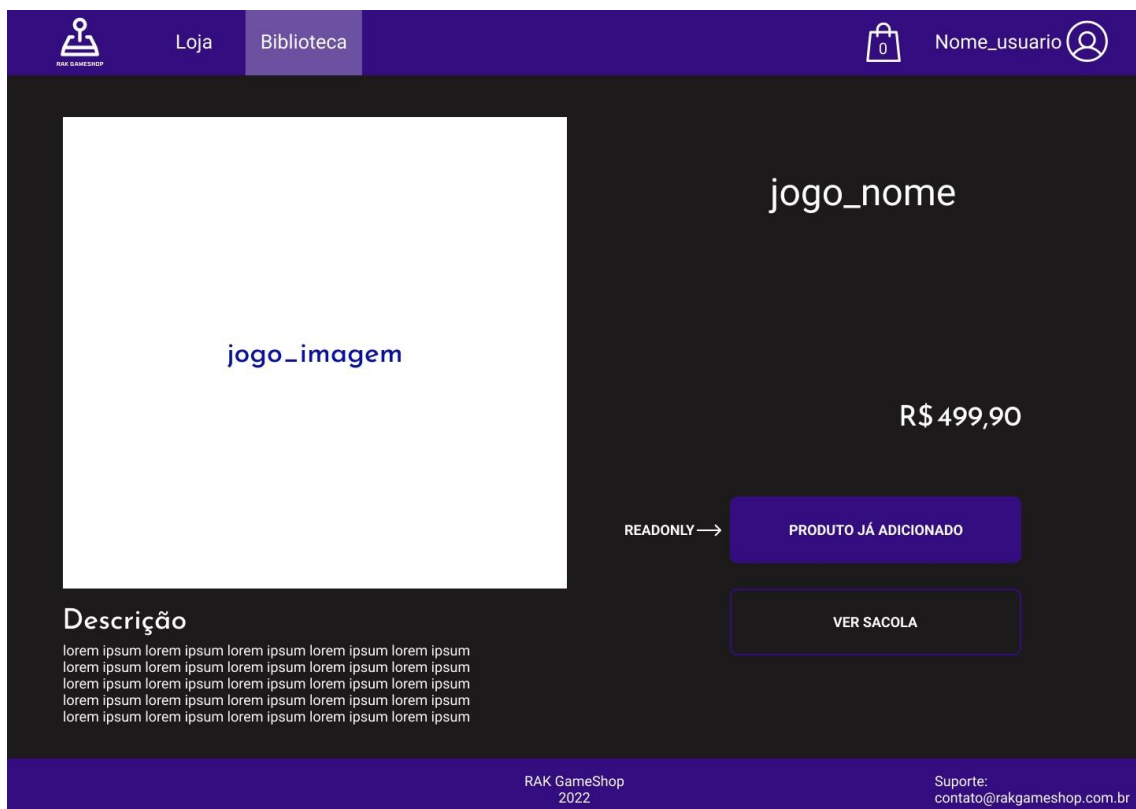 RAK GAMESHOP
Loja
Biblioteca
0
Nome_usuario
jogo_imagem
jogo_nome
R$ 499,90
READONLY
PRODUTO JÁ ADICIONADO
VER SACOLA
Descrição
lorem ipsum lorem ipsum lorem ipsum lorem ipsum lorem ipsum
lorem ipsum lorem ipsum lorem ipsum lorem ipsum lorem ipsum
lorem ipsum lorem ipsum lorem ipsum lorem ipsum lorem ipsum
lorem ipsum lorem ipsum lorem ipsum lorem ipsum lorem ipsum
lorem ipsum lorem ipsum lorem ipsum lorem ipsum lorem ipsum
RAK GameShop
2022
Suporte:
contato@rakgameshop.com.br